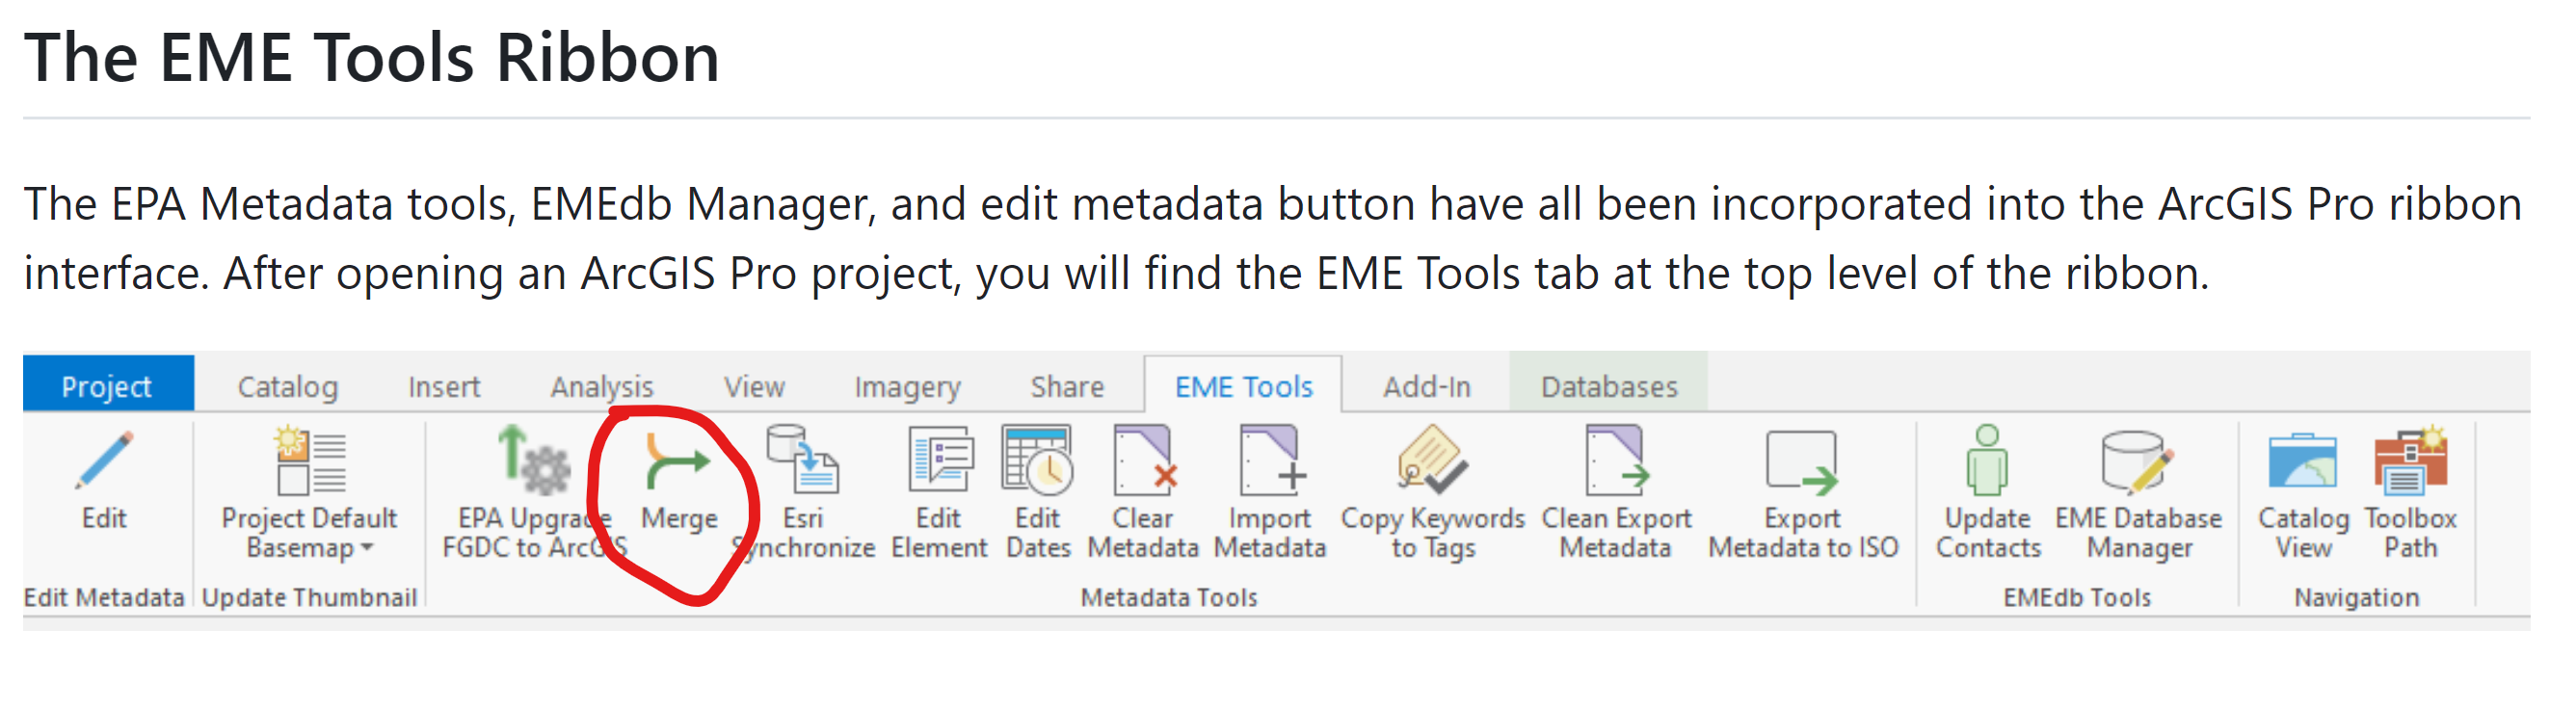 The EME Tools Ribbon
The EPA Metadata tools, EMEdb Manager, and edit metadata button have all been incorporated into the ArcGIS Pro ribbon
interface. After opening an ArcGIS Pro project, you will find the EME Tools tab at the top level of the ribbon.
Project Catalog Insert Analysis View Imagery Share EME Tools Add-In Databases
Edit Project Default EPA Upgrade Merge Esri Edit Edit Clear Import Copy Keywords Clean Export Export Update EME Database Catalog Toolbox
Basemap FGDC to ArcGIS Synchronize Element Dates Metadata Metadata to Tags Metadata Metadata to ISO Contacts Manager View Path
Edit Metadata Update Thumbnail Metadata Tools EMEdb Tools Navigation